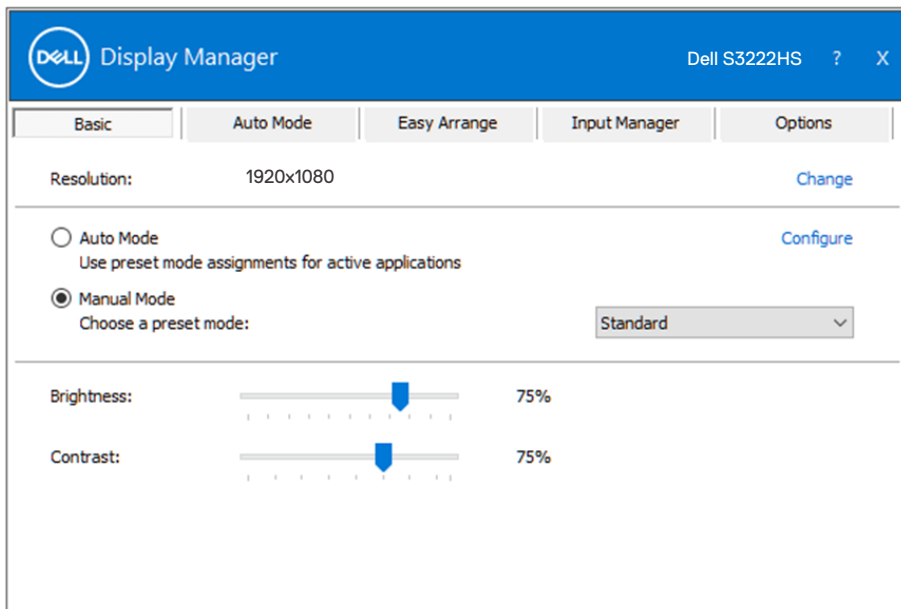 DELL Display Manager Dell S3222HS ? X
Basic Auto Mode Easy Arrange Input Manager Options
Resolution: 1920x1080 Change
Auto Mode Configure
Use preset mode assignments for active applications
Manual Mode
Choose a preset mode: Standard
Brightness: 75%
Contrast: 75%